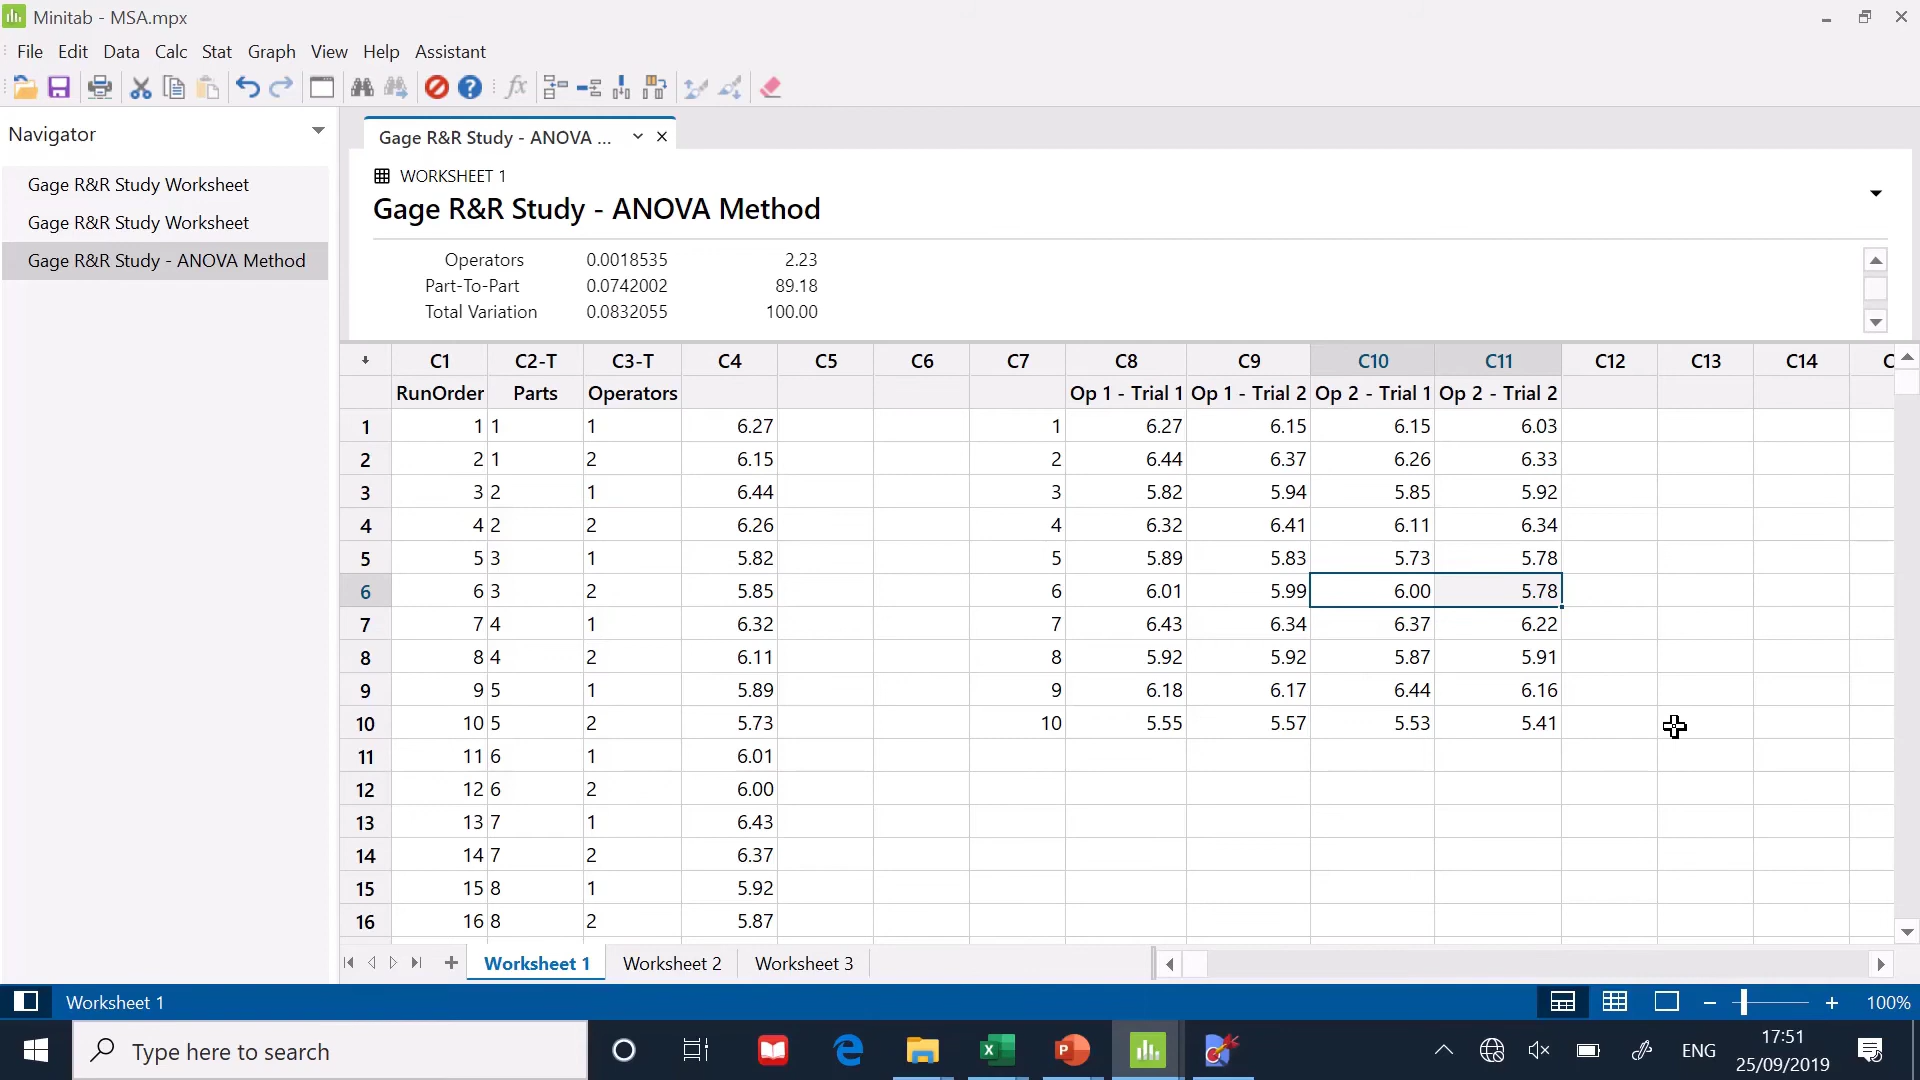 Minitab - MSA.mpx
File Edit Data Calc Stat Graph View Help Assistant
Navigator
Gage R&R Study Worksheet
Gage R&R Study Worksheet
Gage R&R Study - ANOVA Method
Gage R&R Study - ANOVA ...
WORKSHEET 1
Gage R&R Study - ANOVA Method
Operators 0.0018535 2.23
Part-To-Part 0.0742002 89.18
Total Variation 0.0832055 100.00
C1 C2-T C3-T C4 C5 C6 C7 C8 C9 C10 C11 C12 C13 C14 C
RunOrder Parts Operators Op 1 - Trial 1 Op 1 - Trial 2 Op 2 - Trial 1 Op 2 - Trial 2
1 1 1 1 6.27 1 6.27 6.15 6.15 6.03
2 2 1 2 6.15 2 6.44 6.37 6.26 6.33
3 3 2 1 6.44 3 5.82 5.94 5.85 5.92
4 4 2 2 6.26 4 6.32 6.41 6.11 6.34
5 5 3 1 5.82 5 5.89 5.83 5.73 5.78
6 6 3 2 5.85 6 6.01 5.99 6.00 5.78
7 7 4 1 6.32 7 6.43 6.34 6.37 6.22
8 8 4 2 6.11 8 5.92 5.92 5.87 5.91
9 9 5 1 5.89 9 6.18 6.17 6.44 6.16
10 10 5 2 5.73 10 5.55 5.57 5.53 5.41
11 11 6 1 6.01
12 12 6 2 6.00
13 13 7 1 6.43
14 14 7 2 6.37
15 15 8 1 5.92
16 16 8 2 5.87
Worksheet 1 Worksheet 2 Worksheet 3
Worksheet 1 100%
Type here to search ENG 17:51
25/09/2019